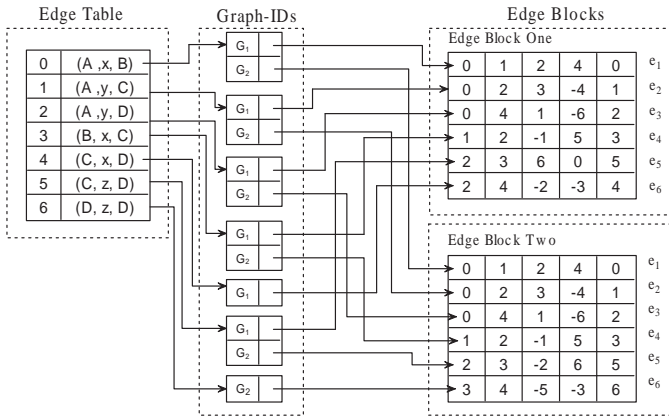 Edge Table
Graph-IDs
Edge Blocks
0 (A ,x, B)
1 (A ,y, C)
2 (A ,y, D)
3 (B, x, C)
4 (C, x, D)
5 (C, z, D)
6 (D, z, D)
G1
G2
G1
G2
G1
G2
G1
G2
G1
G1
G2
G2
Edge Block One
0 1 2 4 0 e1
0 2 3 -4 1 e2
0 4 1 -6 2 e3
1 2 -1 5 3 e4
2 3 6 0 5 e5
2 4 -2 -3 4 e6
Edge Block Two
0 1 2 4 0 e1
0 2 3 -4 1 e2
0 4 1 -6 2 e3
1 2 -1 5 3 e4
2 3 -2 6 5 e5
3 4 -5 -3 6 e6